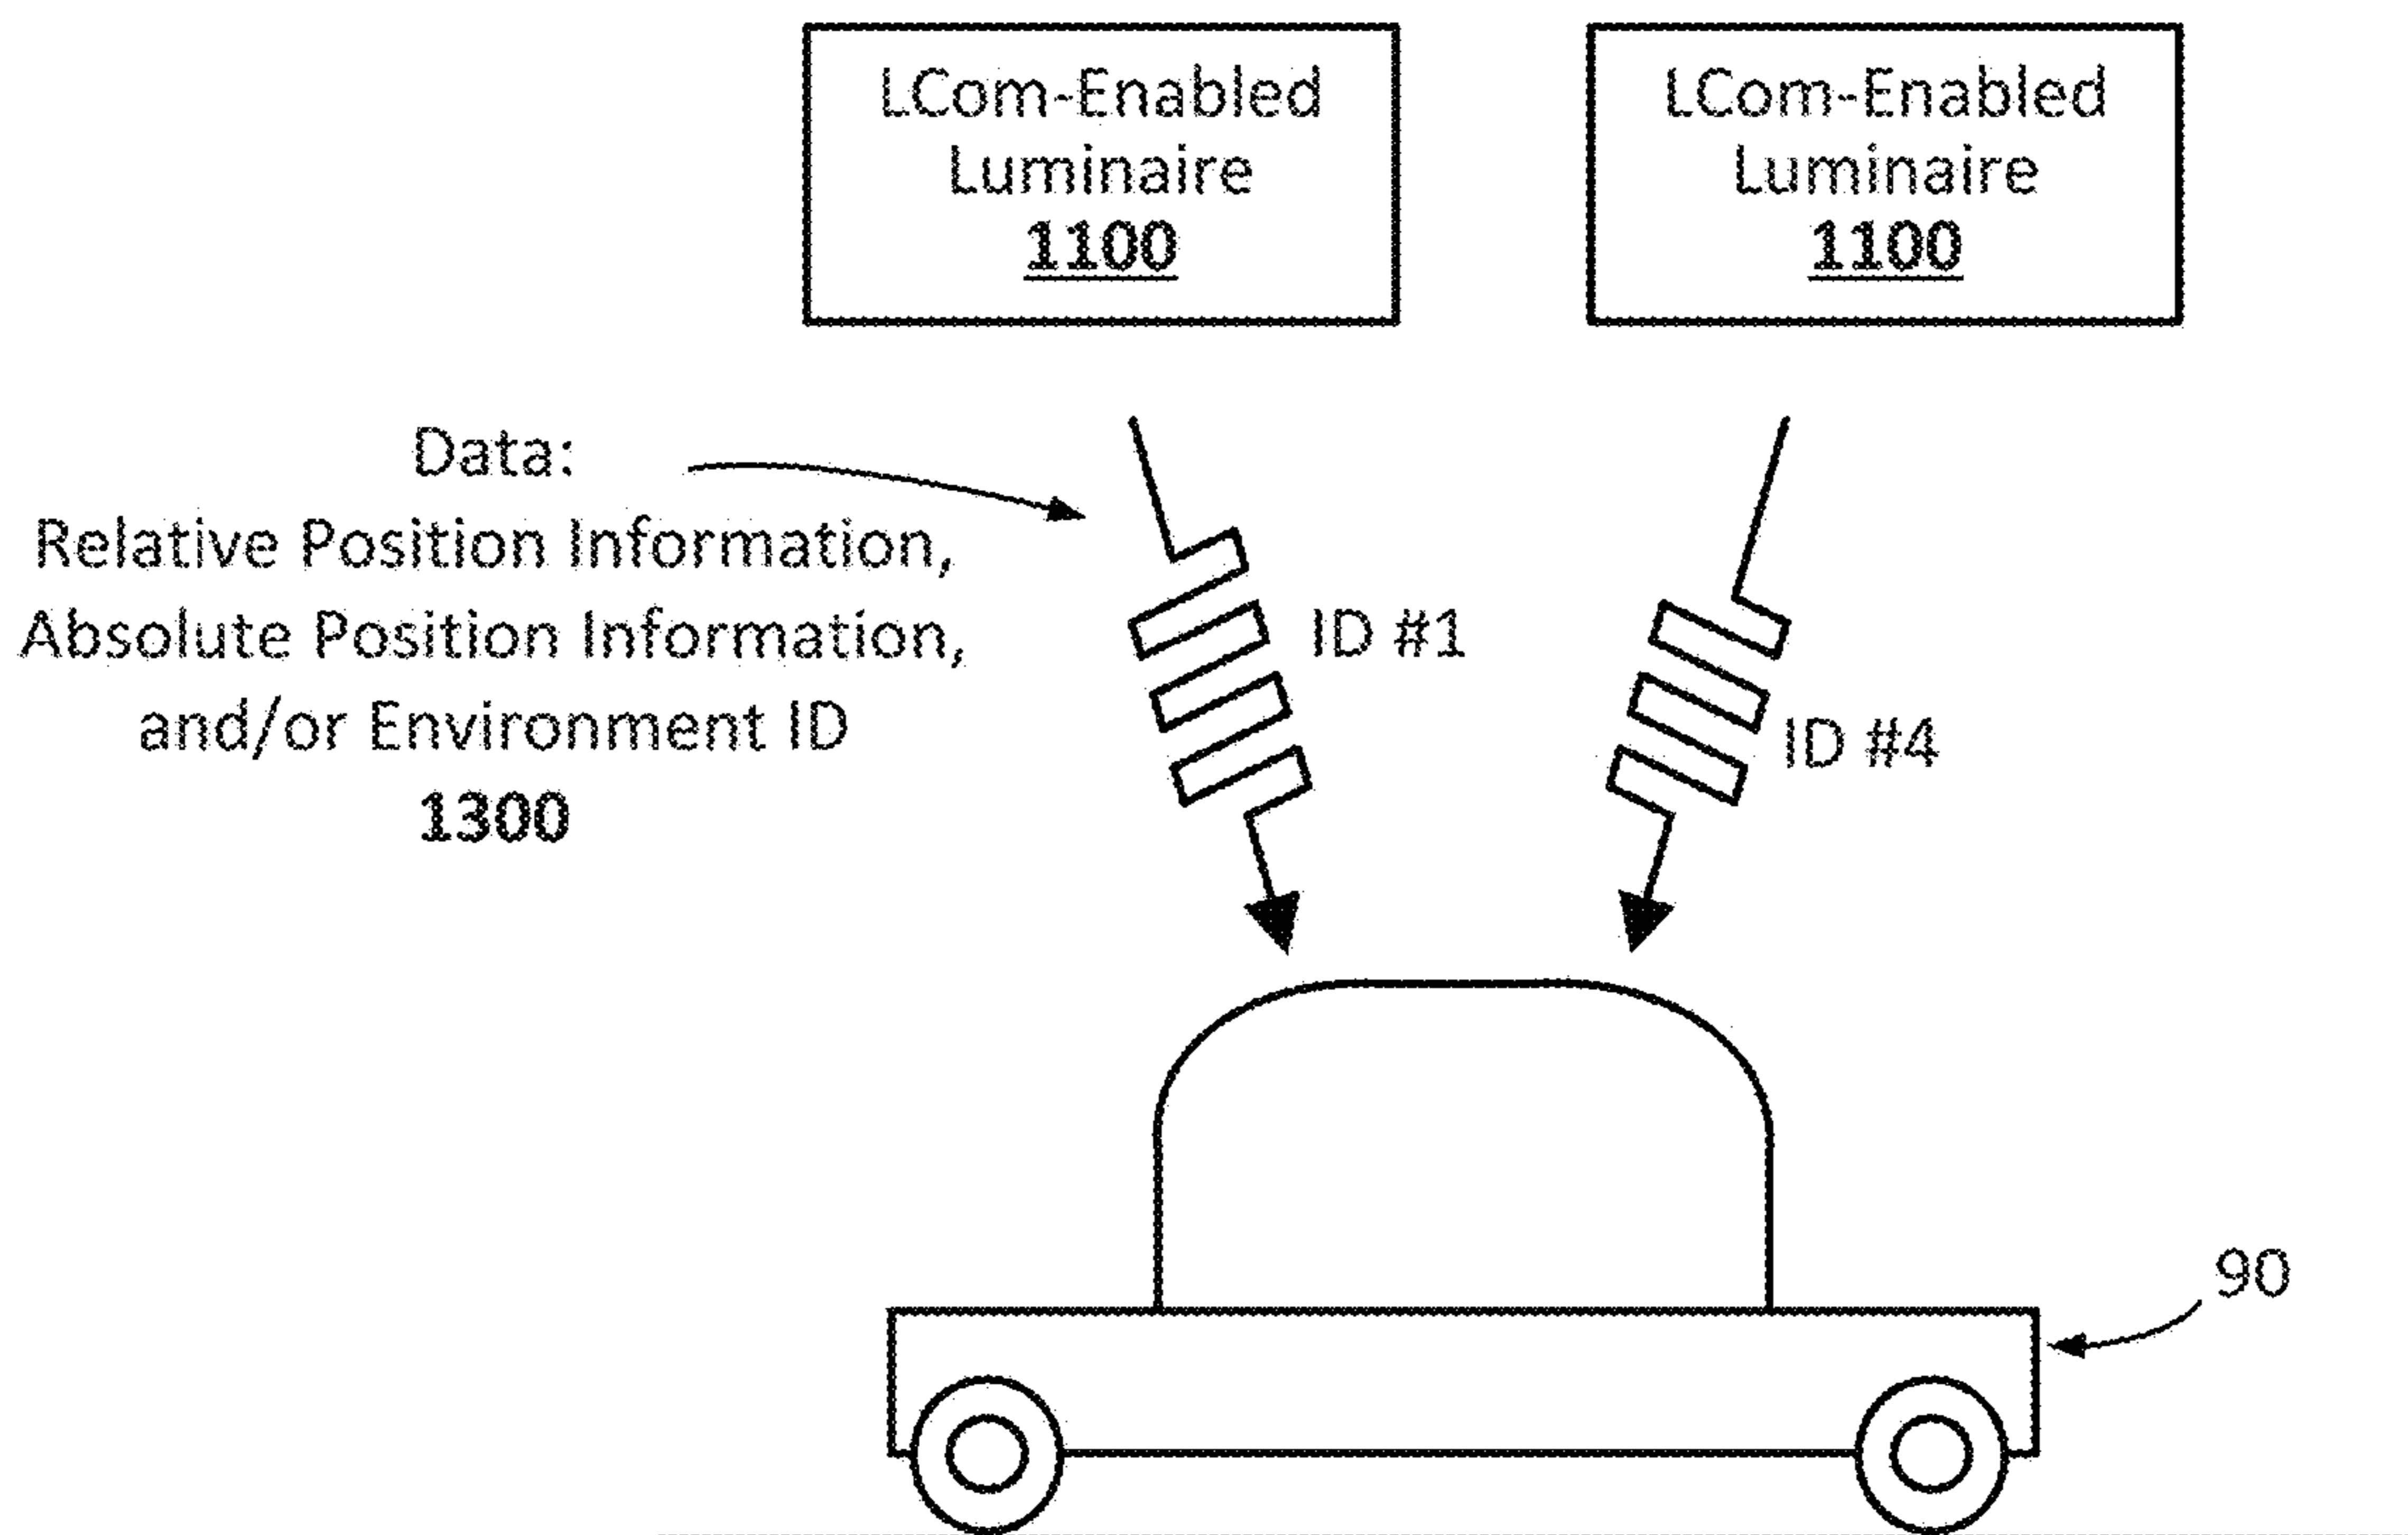 LCom-Enabled
Luminaire
1100
LCom-Enabled
Luminaire
1100
Data:
Relative Position Information,
Absolute Position Information,
and/or Environment ID
1300
ID #1
ID #4
90